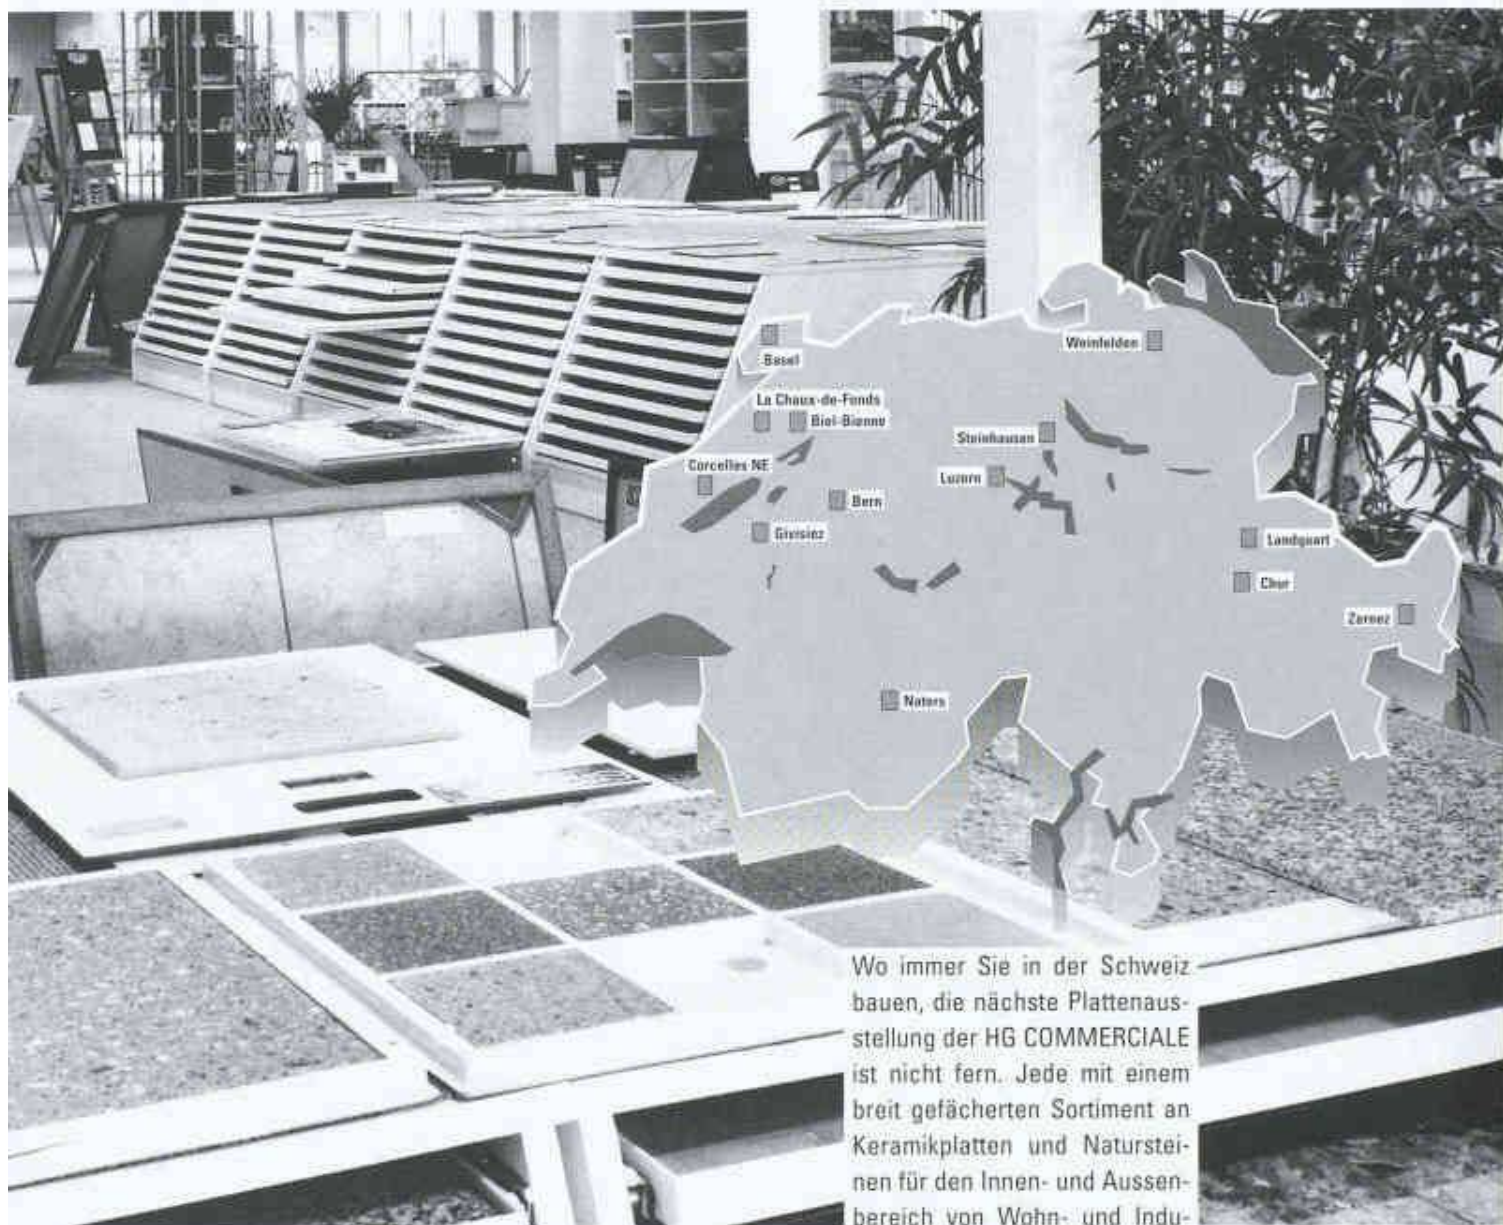 Basel
Weinfelden
La Chaux-de-Fonds
Biel-Bienne
Steinhausen
Corcelles NE
Luzern
Bern
Givisiez
Landquart
Chur
Zernez
Naters
Wo immer Sie in der Schweiz
bauen, die nächste Plattenaus-
stellung der HG COMMERCIALE
ist nicht fern. Jede mit einem
breit gefächerten Sortiment an
Keramikplatten und Naturstei-
nen für den Innen- und Aussen-
bereich von Wohn- und Indu-